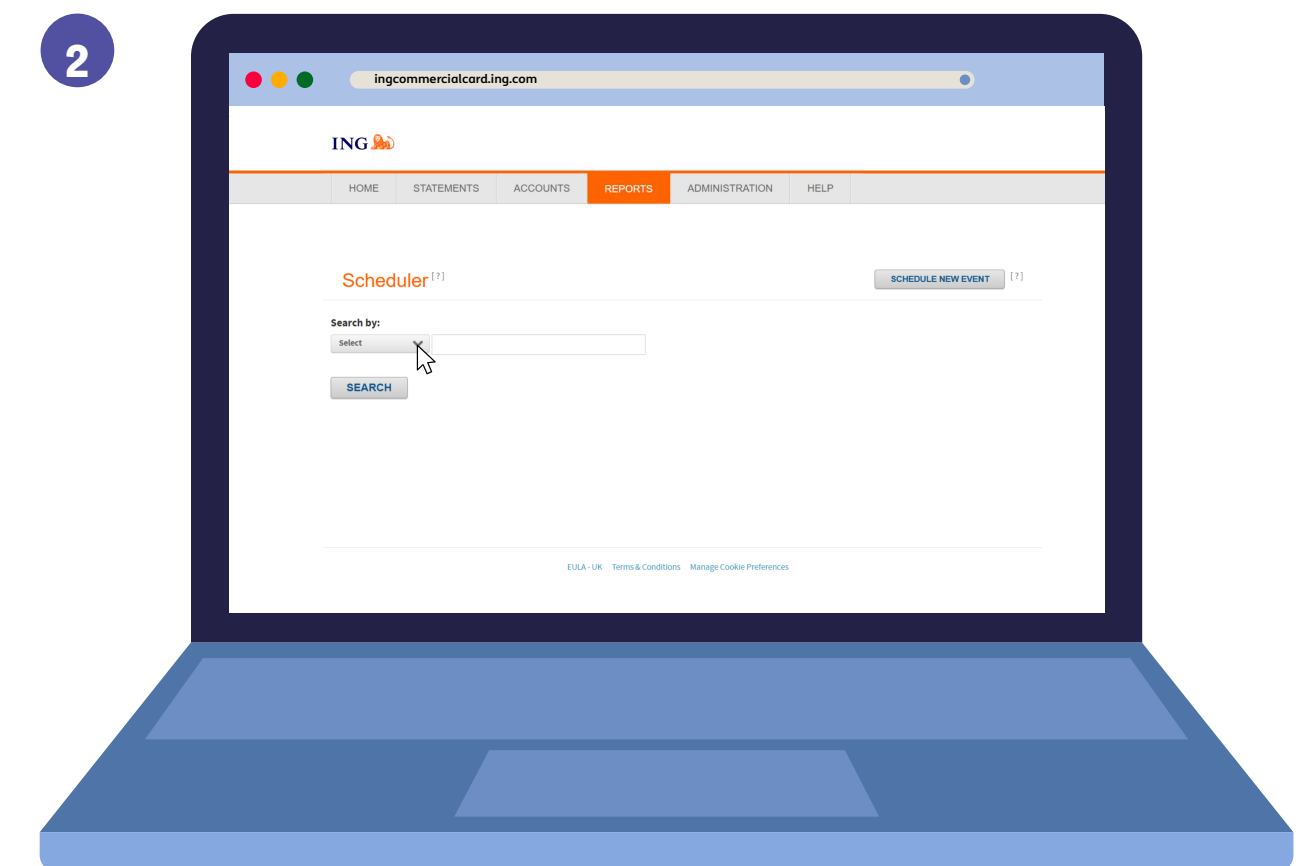 2
ingcommercialcard.ing.com
ING
HOME STATEMENTS ACCOUNTS REPORTS ADMINISTRATION HELP
Scheduler [?] SCHEDULE NEW EVENT [?]
Search by:
Select
SEARCH
EULA - UK Terms & Conditions Manage Cookie Preferences